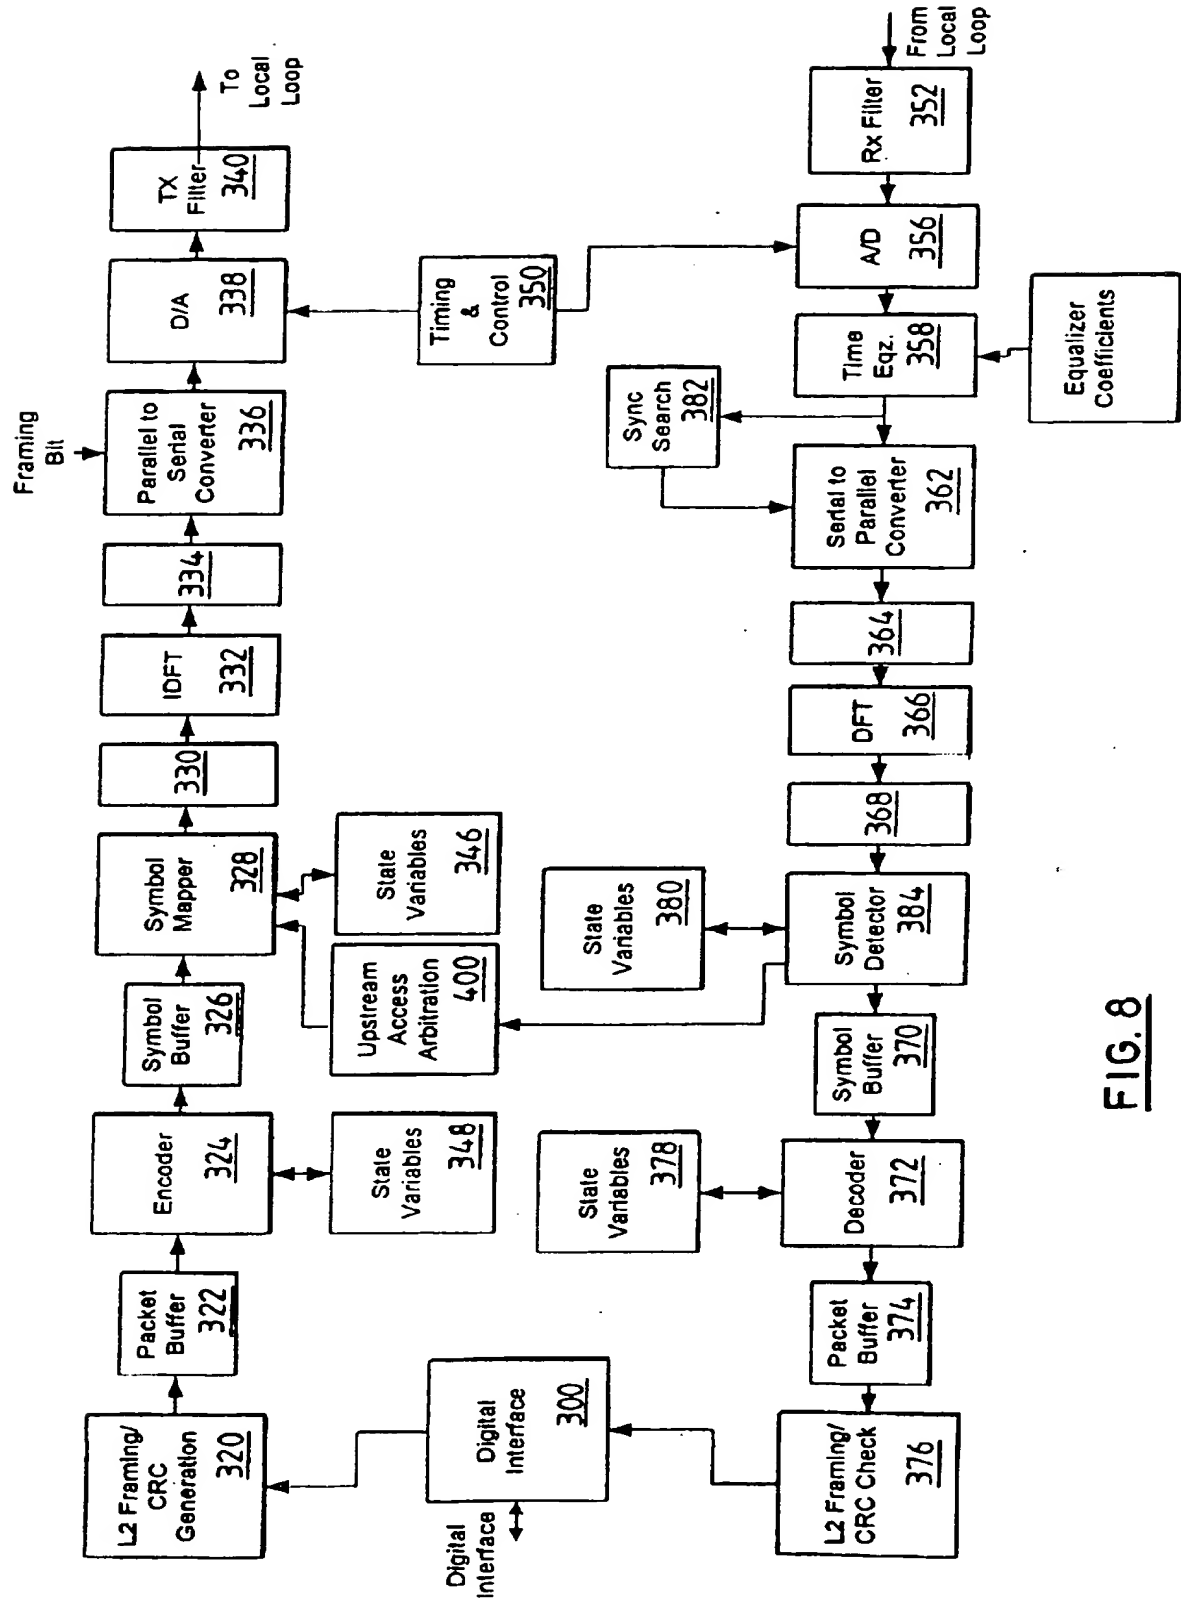 Framing
Bit
L2 Framing/
CRC
Generation
320
Packet
Buffer
322
Encoder
324
Symbol
Buffer
326
Symbol
Mapper
328
330
IDFT
332
334
Parallel to
Serial
Converter
336
D/A
338
TX
Filter
340
To
Local
Loop
State
Variables
348
Upstream
Access
Arbitration
400
State
Variables
346
Timing
&
Control
350
Digital
Interface
Digital
Interface
300
State
Variables
378
State
Variables
380
Sync
Search
382
L2 Framing/
CRC Check
376
Packet
Buffer
374
Decoder
372
Symbol
Buffer
370
Symbol
Detector
384
368
DFT
366
364
Serial to
Parallel
Converter
362
Time
Eqz.
358
A/D
356
Rx Filter
352
From
Local
Loop
Equalizer
Coefficients
FIG. 8